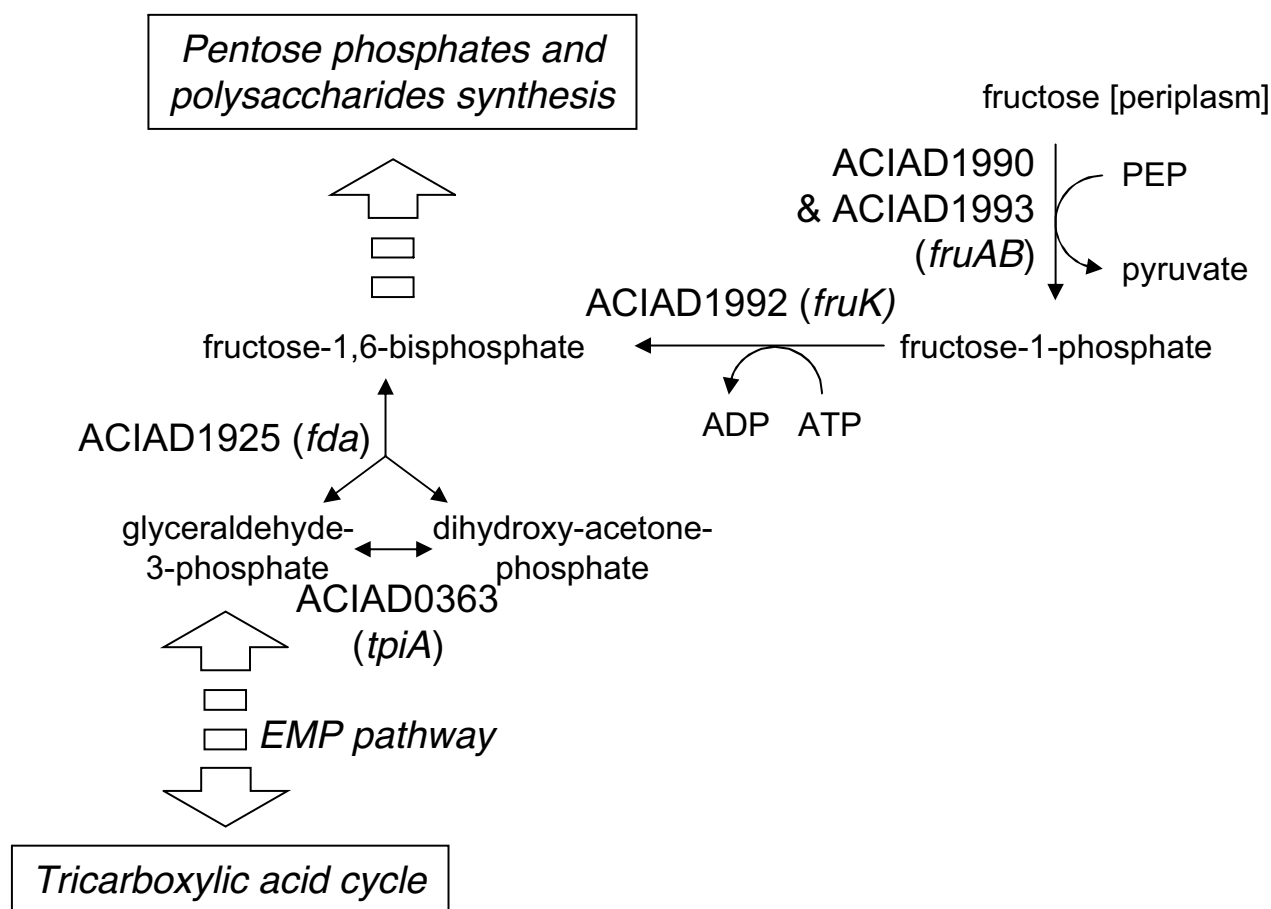 Pentose phosphates and
polysaccharides synthesis
fructose [periplasm]
ACIAD1990
& ACIAD1993
(fruAB)
PEP
pyruvate
ACIAD1992 (fruK)
fructose-1,6-bisphosphate
fructose-1-phosphate
ADP ATP
ACIAD1925 (fda)
glyceraldehyde-
3-phosphate
dihydroxy-acetone-
phosphate
ACIAD0363
(tpiA)
EMP pathway
Tricarboxylic acid cycle